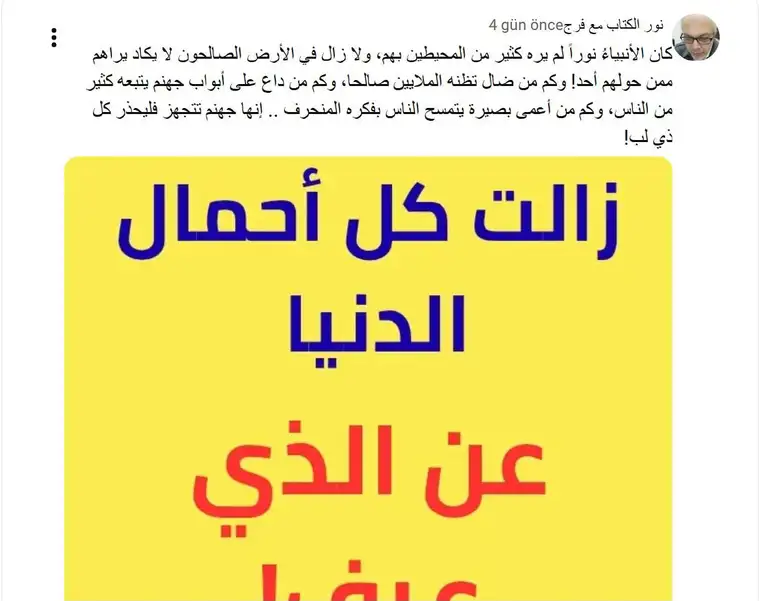 نور الكتاب مع فرج 4 gün önce
كان الأنبياءُ نوراً لم يره كثير من المحيطين بهم، ولا زال في الأرض الصالحون لا يكاد يراهم
ممن حولهم أحد! وكم من ضال تظنه الملايين صالحا، وكم من داع على أبواب جهنم يتبعه كثير
من الناس، وكم من أعمى بصيرة يتمسح الناس بفكره المنحرف .. إنها جهنم تتجهز فليحذر كل
ذي لب!
زالت كل أحمال
الدنيا
عن الذي
عرف!